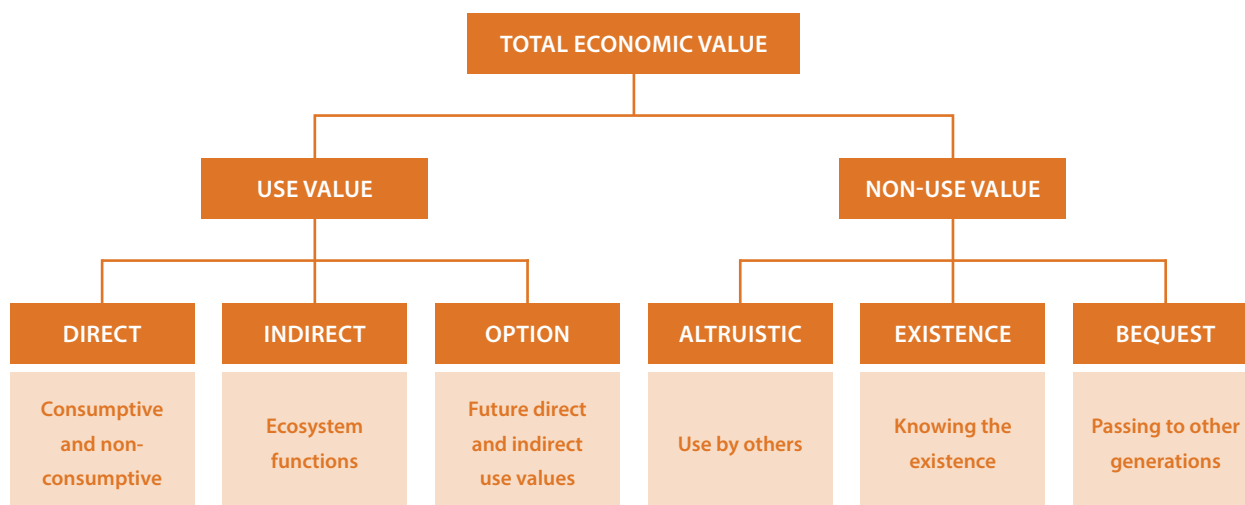 TOTAL ECONOMIC VALUE
USE VALUE
NON-USE VALUE
DIRECT
INDIRECT
OPTION
ALTRUISTIC
EXISTENCE
BEQUEST
Consumptive
and non-
consumptive
Ecosystem
functions
Future direct
and indirect
use values
Use by others
Knowing the
existence
Passing to other
generations